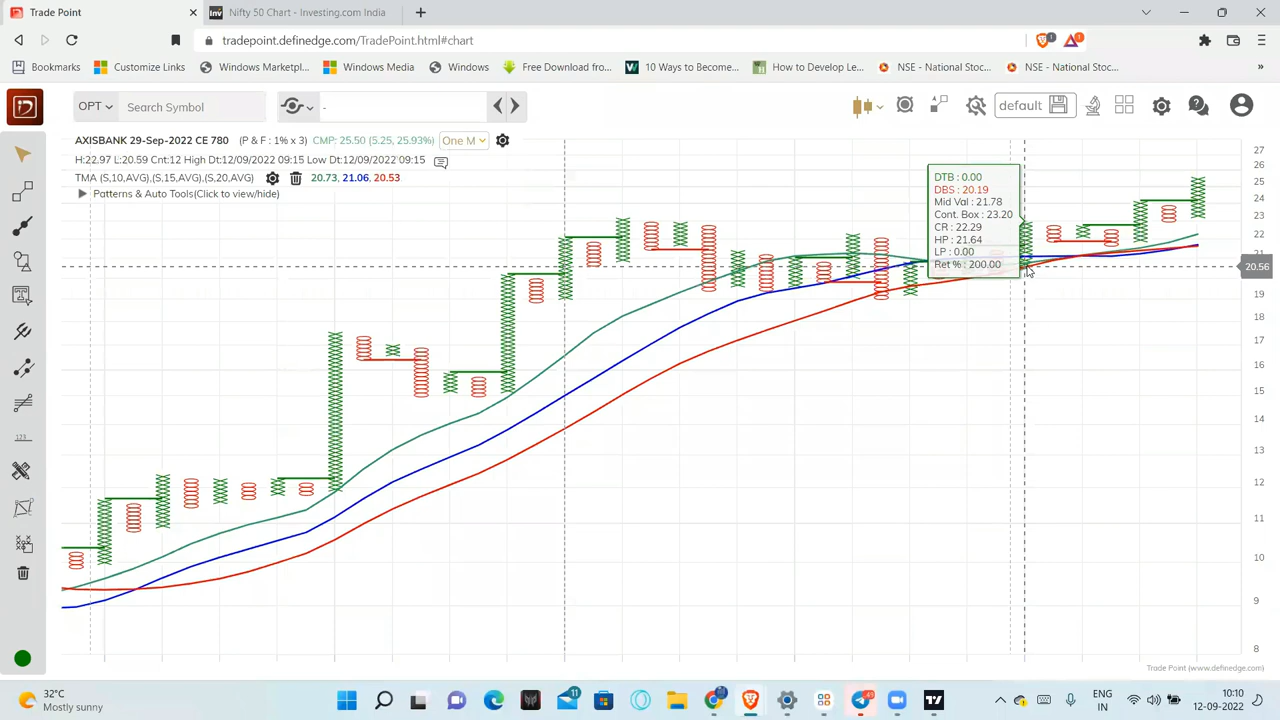 Trade Point
Nifty 50 Chart - Investing.com India
tradepoint.definedge.com/TradePoint.html#chart
Bookmarks
Customize Links
Windows Marketpl...
Windows Media
Windows
Free Download fro...
10 Ways to Become...
How to Develop Le...
NSE - National Stoc...
NSE - National Stoc...
OPT
Search Symbol
-
default
AXISBANK 29-Sep-2022 CE 780 (P & F : 1% x 3) CMP: 25.50 (5.25, 25.93%) One M
H:22.97 L:20.59 Cnt:12 High Dt:12/09/2022 09:15 Low Dt:12/09/2022 09:15
TMA (S,10,AVG),(S,15,AVG),(S,20,AVG) 20.73, 21.06, 20.53
Patterns & Auto Tools(Click to view/hide)
DTB : 0.00
DBS : 20.19
Mid Val : 21.78
Cont. Box : 23.20
CR : 22.29
HP : 21.64
LP : 0.00
Ret % : 200.00
27
26
25
24
23
22
21
20.56
19
18
17
16
15
14
13
12
11
10
9
8
123
Trade Point (www.definedge.com)
32°C
Mostly sunny
11
ENG
IN
11:10
12-09-2022